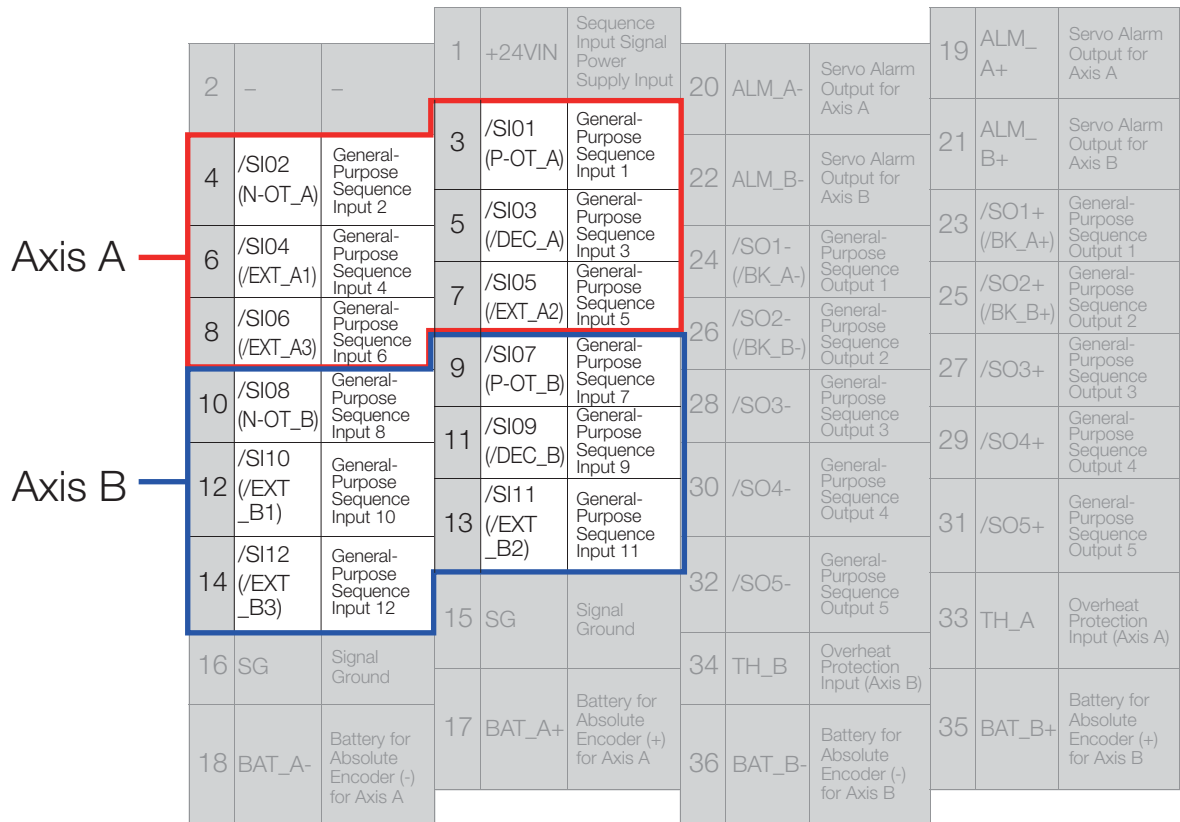 Axis A
Axis B
2
–
–
4
/SI02
(N-OT_A)
General-
Purpose
Sequence
Input 2
6
/SI04
(/EXT_A1)
General-
Purpose
Sequence
Input 4
8
/SI06
(/EXT_A3)
General-
Purpose
Sequence
Input 6
10
/SI08
(N-OT_B)
General-
Purpose
Sequence
Input 8
12
/SI10
(/EXT
_B1)
General-
Purpose
Sequence
Input 10
14
/SI12
(/EXT
_B3)
General-
Purpose
Sequence
Input 12
16
SG
Signal
Ground
18
BAT_A-
Battery for
Absolute
Encoder (-)
for Axis A
1
+24VIN
Sequence
Input Signal
Power
Supply Input
3
/SI01
(P-OT_A)
General-
Purpose
Sequence
Input 1
5
/SI03
(/DEC_A)
General-
Purpose
Sequence
Input 3
7
/SI05
(/EXT_A2)
General-
Purpose
Sequence
Input 5
9
/SI07
(P-OT_B)
General-
Purpose
Sequence
Input 7
11
/SI09
(/DEC_B)
General-
Purpose
Sequence
Input 9
13
/SI11
(/EXT
_B2)
General-
Purpose
Sequence
Input 11
15
SG
Signal
Ground
17
BAT_A+
Battery for
Absolute
Encoder (+)
for Axis A
20
ALM_A-
Servo Alarm
Output for
Axis A
22
ALM_B-
Servo Alarm
Output for
Axis B
24
/SO1-
(/BK_A-)
General-
Purpose
Sequence
Output 1
26
/SO2-
(/BK_B-)
General-
Purpose
Sequence
Output 2
28
/SO3-
General-
Purpose
Sequence
Output 3
30
/SO4-
General-
Purpose
Sequence
Output 4
32
/SO5-
General-
Purpose
Sequence
Output 5
34
TH_B
Overheat
Protection
Input (Axis B)
36
BAT_B-
Battery for
Absolute
Encoder (-)
for Axis B
19
ALM_
A+
Servo Alarm
Output for
Axis A
21
ALM_
B+
Servo Alarm
Output for
Axis B
23
/SO1+
(/BK_A+)
General-
Purpose
Sequence
Output 1
25
/SO2+
(/BK_B+)
General-
Purpose
Sequence
Output 2
27
/SO3+
General-
Purpose
Sequence
Output 3
29
/SO4+
General-
Purpose
Sequence
Output 4
31
/SO5+
General-
Purpose
Sequence
Output 5
33
TH_A
Overheat
Protection
Input (Axis A)
35
BAT_B+
Battery for
Absolute
Encoder (+)
for Axis B